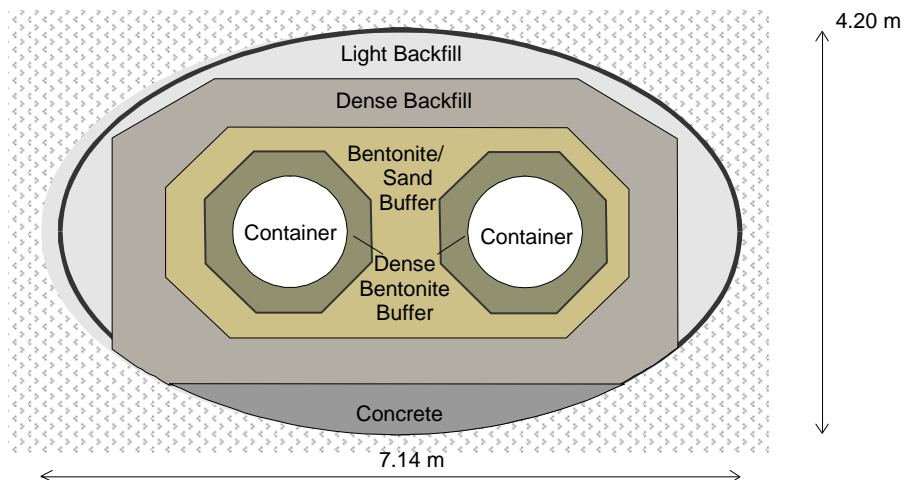 4.20 m
Light Backfill
Dense Backfill
Bentonite/
Sand
Buffer
Container
Container
Dense
Bentonite
Buffer
Concrete
7.14 m